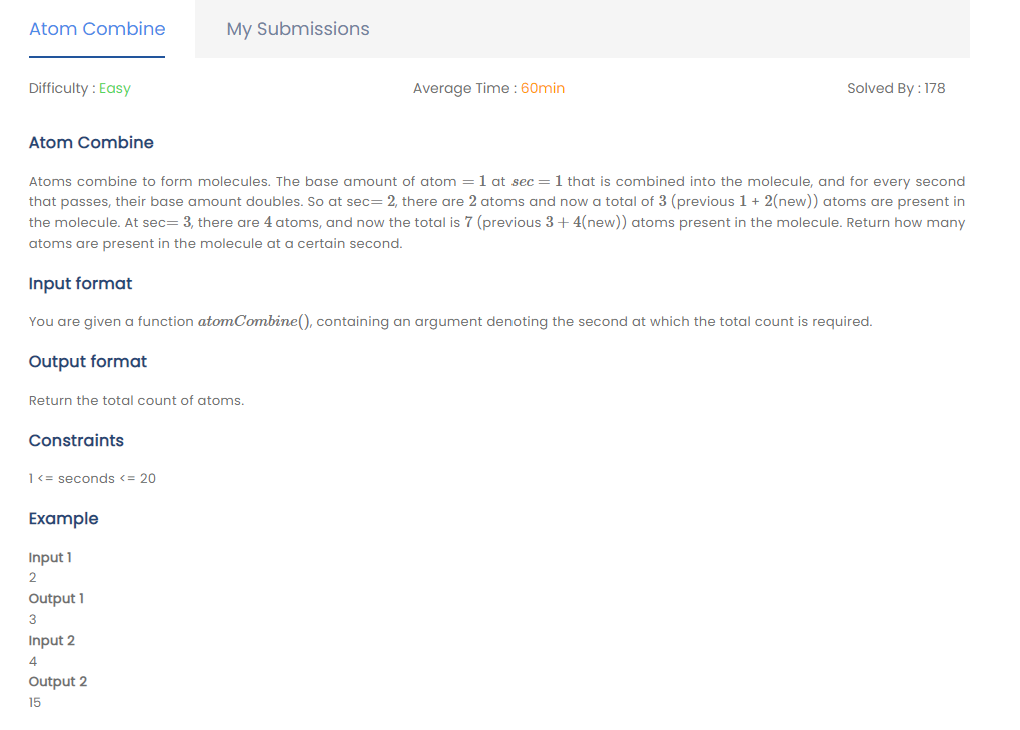 Atom Combine
My Submissions
Difficulty : Easy
Average Time : 60min
Solved By : 178
Atom Combine
Atoms combine to form molecules. The base amount of atom = 1 at sec = 1 that is combined into the molecule, and for every second
that passes, their base amount doubles. So at sec= 2, there are 2 atoms and now a total of 3 (previous 1 + 2(new)) atoms are present in
the molecule. At sec= 3, there are 4 atoms, and now the total is 7 (previous 3 + 4(new)) atoms present in the molecule. Return how many
atoms are present in the molecule at a certain second.
Input format
You are given a function atomCombine(), containing an argument denoting the second at which the total count is required.
Output format
Return the total count of atoms.
Constraints
1 <= seconds <= 20
Example
Input 1
2
Output 1
3
Input 2
4
Output 2
15